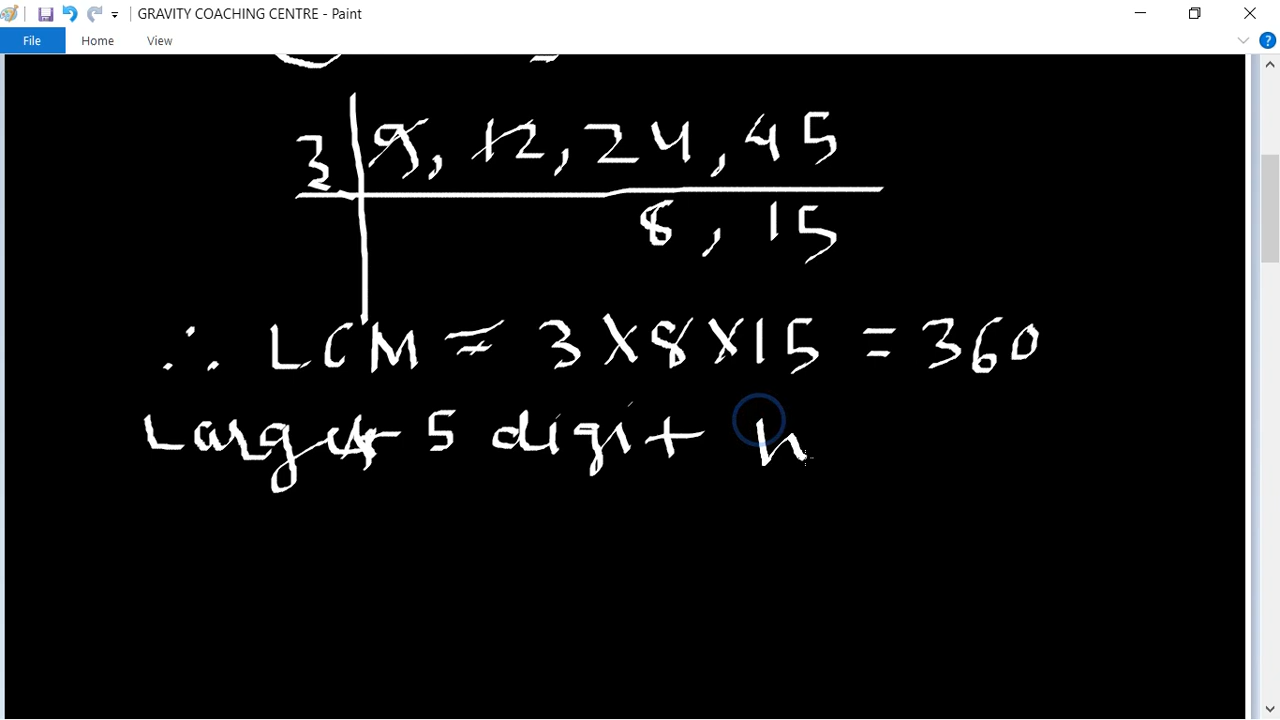 GRAVITY COACHING CENTRE - Paint
File Home View
3 9, 12, 24, 45
8, 15
∴ LCM = 3 X 8 X 15 = 360
Largest 5 digit n